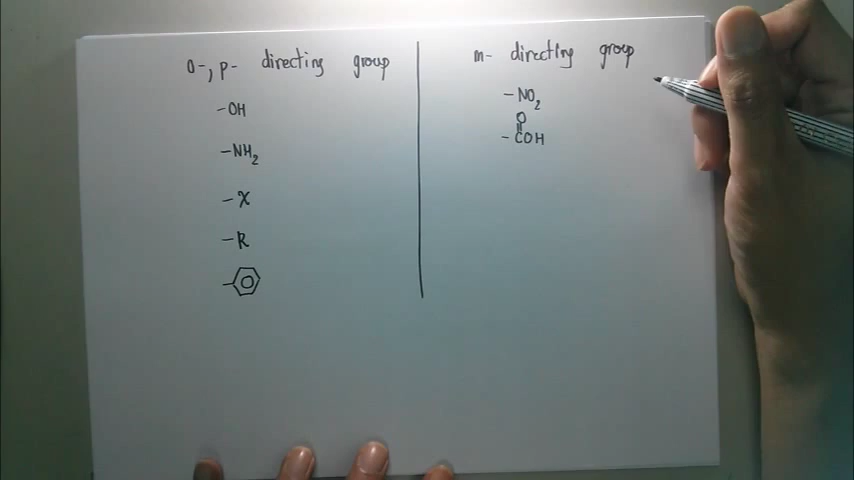 o-, p- directing group
-OH
-NH2
-X
-R
m- directing group
-NO2
O
-COH